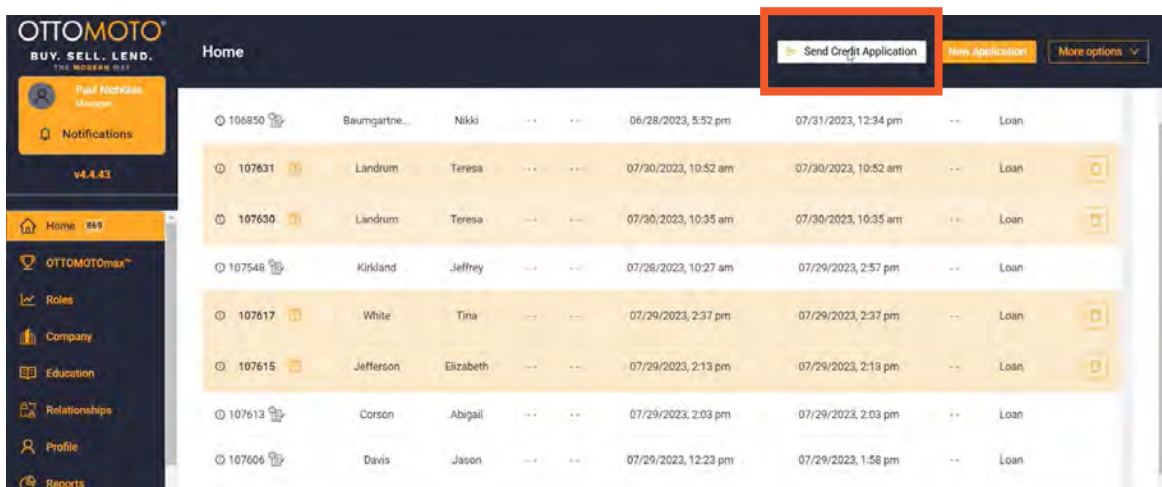 OTTOMOTO®
BUY. SELL. LEND.
THE MODERN WAY
Home
Send Credit Application
New Application
More options
Paul Nicholas
Manager
Notifications
v4.4.43
Home 869
OTTOMOTOmax™
Roles
Company
Education
Relationships
Profile
Reports
106850 Baumgartne... Nikki -- -- 06/28/2023, 5:52 pm 07/31/2023, 12:34 pm -- Loan
107631 Landrum Teresa -- -- 07/30/2023, 10:52 am 07/30/2023, 10:52 am -- Loan
107630 Landrum Teresa -- -- 07/30/2023, 10:35 am 07/30/2023, 10:35 am -- Loan
107548 Kirkland Jeffrey -- -- 07/28/2023, 10:27 am 07/29/2023, 2:57 pm -- Loan
107617 White Tina -- -- 07/29/2023, 2:37 pm 07/29/2023, 2:37 pm -- Loan
107615 Jefferson Elizabeth -- -- 07/29/2023, 2:13 pm 07/29/2023, 2:13 pm -- Loan
107613 Corson Abigail -- -- 07/29/2023, 2:03 pm 07/29/2023, 2:03 pm -- Loan
107606 Davis Jason -- -- 07/29/2023, 12:23 pm 07/29/2023, 1:58 pm -- Loan